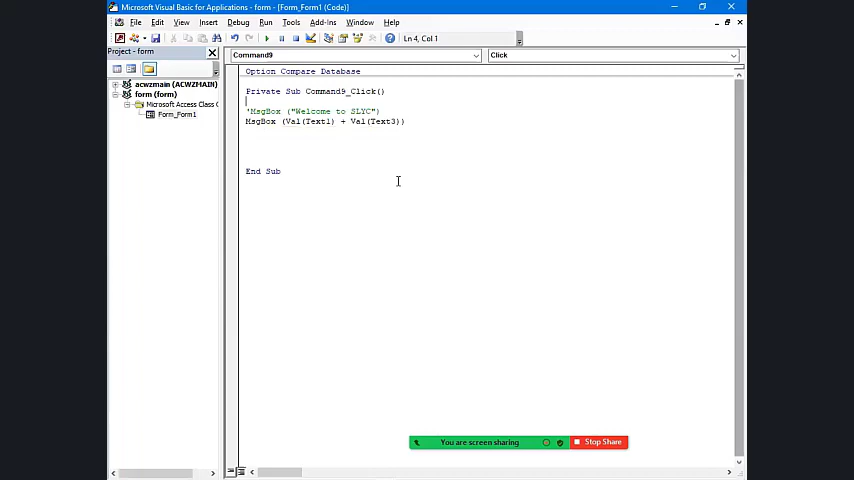 Microsoft Visual Basic for Applications - form - [Form_Form1 (Code)]
File Edit View Insert Debug Run Tools Add-Ins Window Help
Ln 4, Col 1
Project - form
Command9 Click
acwzmain (ACWZMAIN)
form (form)
Microsoft Access Class C
Form_Form1
Option Compare Database
Private Sub Command9_Click()
'MsgBox ("Welcome to SLYC")
MsgBox (Val(Text1) + Val(Text3))
End Sub
You are screen sharing Stop Share